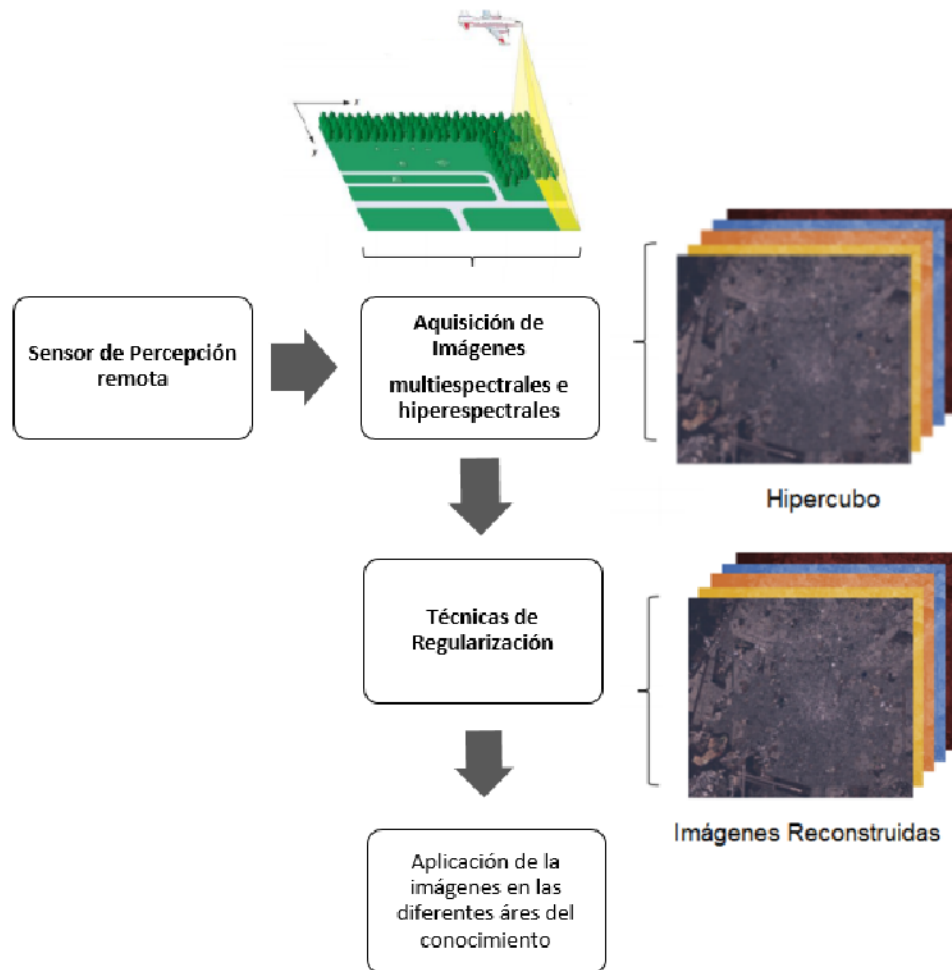 x
y
Sensor de Percepción
remota
Aquisición de
Imágenes
multiespectrales e
hiperespectrales
Hipercubo
Técnicas de
Regularización
Imágenes Reconstruidas
Aplicación de la
imágenes en las
diferentes áres del
conocimiento